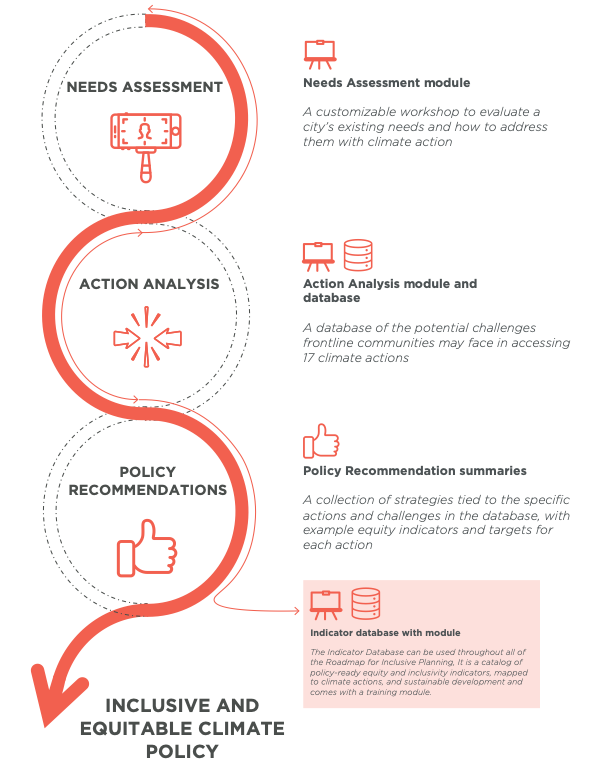 NEEDS ASSESSMENT
Needs Assessment module
A customizable workshop to evaluate a
city's existing needs and how to address
them with climate action
ACTION ANALYSIS
Action Analysis module and
database
A database of the potential challenges
frontline communities may face in accessing
17 climate actions
POLICY
RECOMMENDATIONS
Policy Recommendation summaries
A collection of strategies tied to the specific
actions and challenges in the database, with
example equity indicators and targets for
each action
Indicator database with module
The Indicator Database can be used throughout all of
the Roadmap for Inclusive Planning, It is a catalog of
policy-ready equity and inclusivity indicators, mapped
to climate actions, and sustainable development and
comes with a training module.
INCLUSIVE AND
EQUITABLE CLIMATE
POLICY